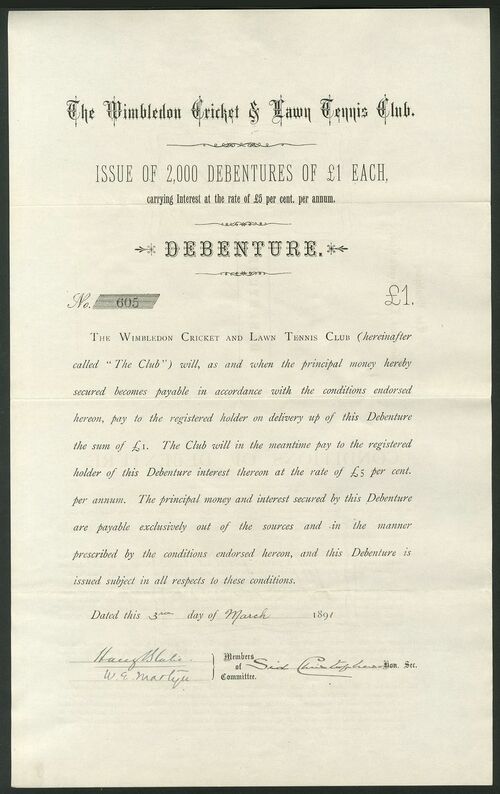 The Wimbledon Cricket & Lawn Tennis Club.
ISSUE OF 2,000 DEBENTURES OF £1 EACH,
carrying Interest at the rate of £5 per cent. per annum.
DEBENTURE.
No. 605 £1.
The Wimbledon Cricket and Lawn Tennis Club (hereinafter
called "The Club") will, as and when the principal money hereby
secured becomes payable in accordance with the conditions endorsed
hereon, pay to the registered holder on delivery up of this Debenture
the sum of £1. The Club will in the meantime pay to the registered
holder of this Debenture interest thereon at the rate of £5 per cent.
per annum. The principal money and interest secured by this Debenture
are payable exclusively out of the sources and in the manner
prescribed by the conditions endorsed hereon, and this Debenture is
issued subject in all respects to these conditions.
Dated this 3rd day of March 1891
W. E. Members of Committee. Hon. Sec.